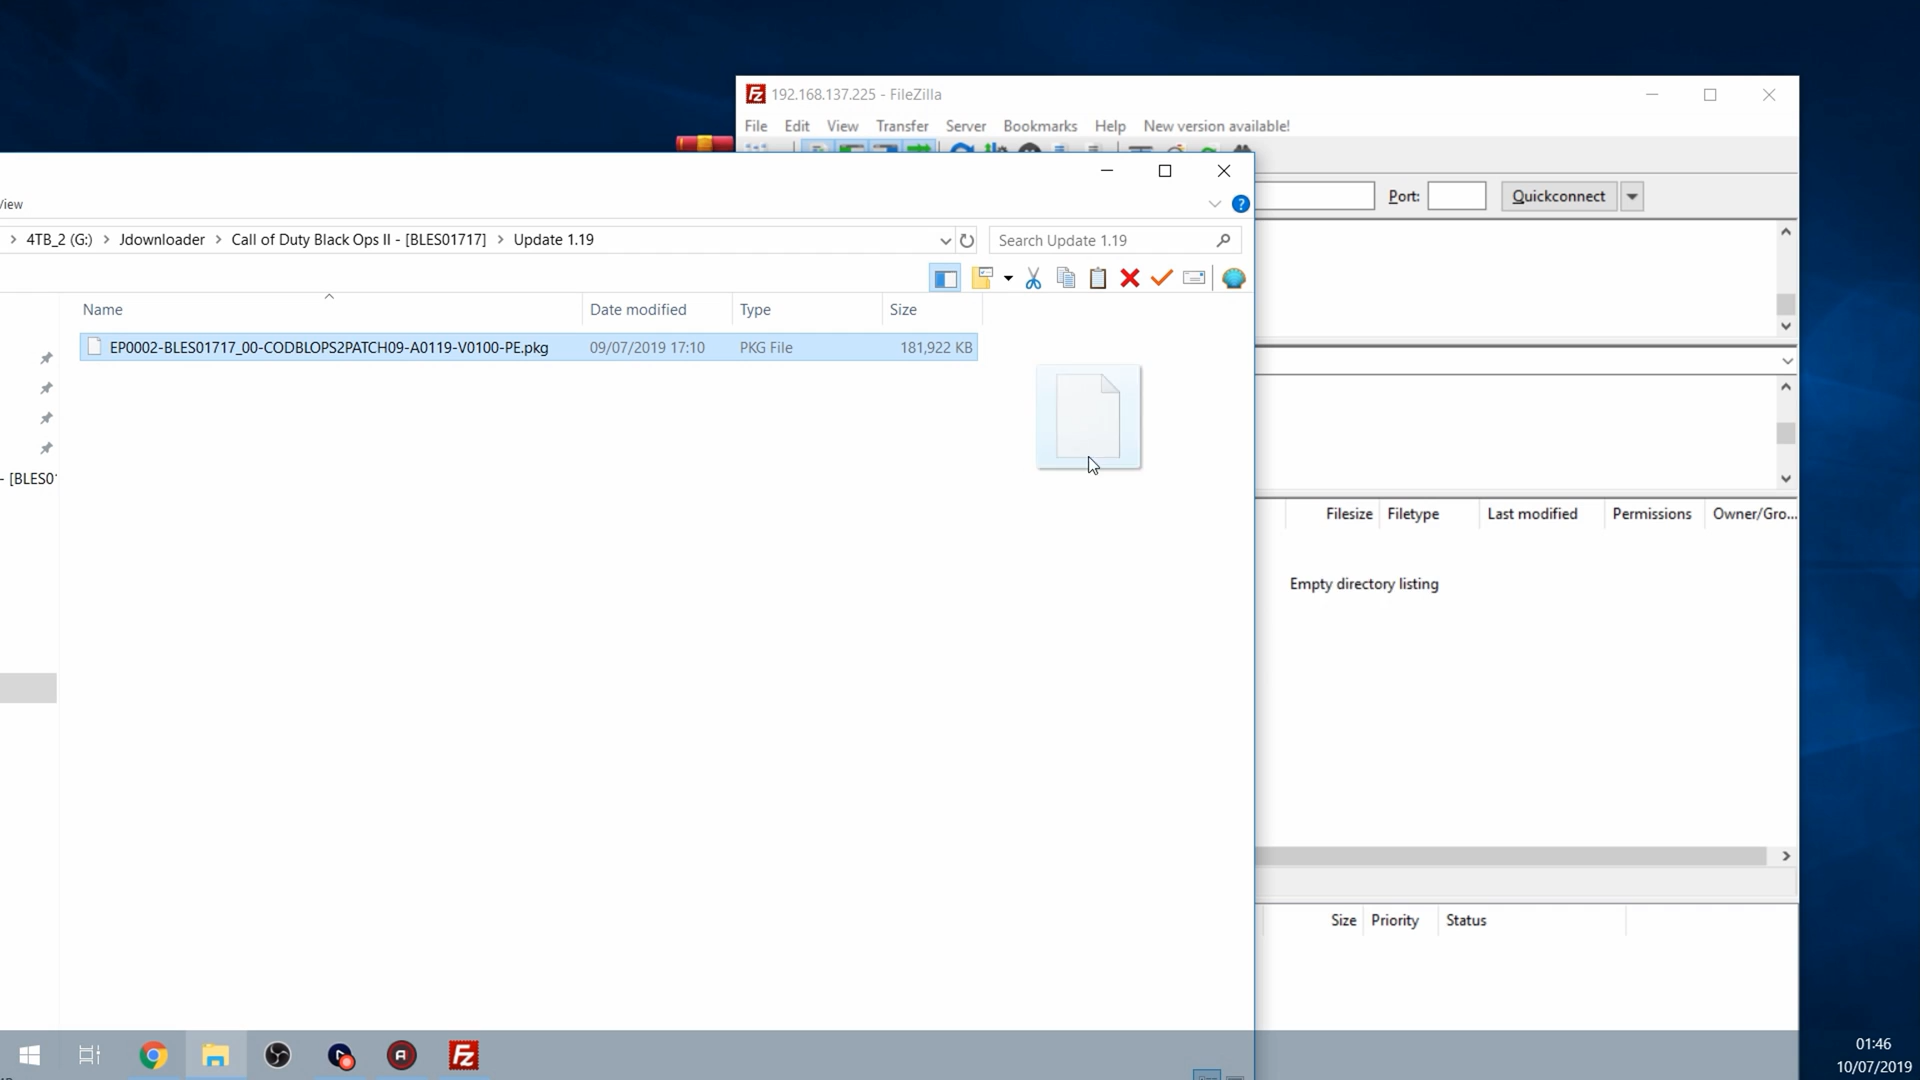 192.168.137.225 - FileZilla
File Edit View Transfer Server Bookmarks Help New version available!
Port: Quickconnect
View
4TB_2 (G:) > Jdownloader > Call of Duty Black Ops II - [BLES01717] > Update 1.19
Search Update 1.19
Name Date modified Type Size
EP0002-BLES01717_00-CODBLOPS2PATCH09-A0119-V0100-PE.pkg 09/07/2019 17:10 PKG File 181,922 KB
- [BLES0
Filesize Filetype Last modified Permissions Owner/Gro...
Empty directory listing
Size Priority Status
01:46
10/07/2019